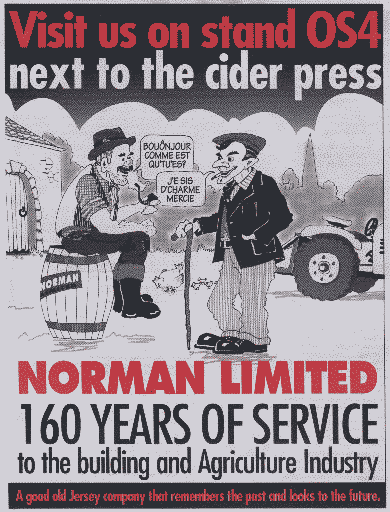 Visit us on stand OS4
next to the cider press
BOUÔNJOUR
COMME EST
QU'TU'ES?
J'E SIS
D'CHARME
MERCIE
NORMAN
NORMAN LIMITED
160 YEARS OF SERVICE
to the building and Agriculture Industry
A good old Jersey company that remembers the past and looks to the future.